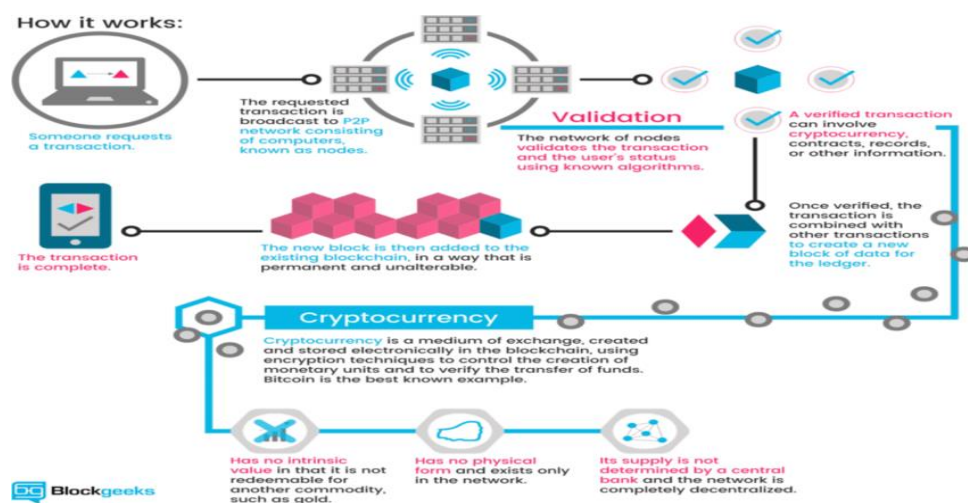 How it works:
Someone requests
a transaction.
The requested
transaction is
broadcast to P2P
network consisting
of computers,
known as nodes.
Validation
The network of nodes
validates the transaction
and the user's status
using known algorithms.
A verified transaction
can involve
cryptocurrency,
contracts, records,
or other information.
Once verified, the
transaction is
combined with
other transactions
to create a new
block of data for
the ledger.
The new block is then added to the
existing blockchain, in a way that is
permanent and unalterable.
The transaction
is complete.
Cryptocurrency
Cryptocurrency is a medium of exchange, created
and stored electronically in the blockchain, using
encryption techniques to control the creation of
monetary units and to verify the transfer of funds.
Bitcoin is the best known example.
Has no intrinsic
value in that it is not
redeemable for
another commodity,
such as gold.
Has no physical
form and exists only
in the network.
Its supply is not
determined by a central
bank and the network is
completely decentralized.
bg Blockgeeks